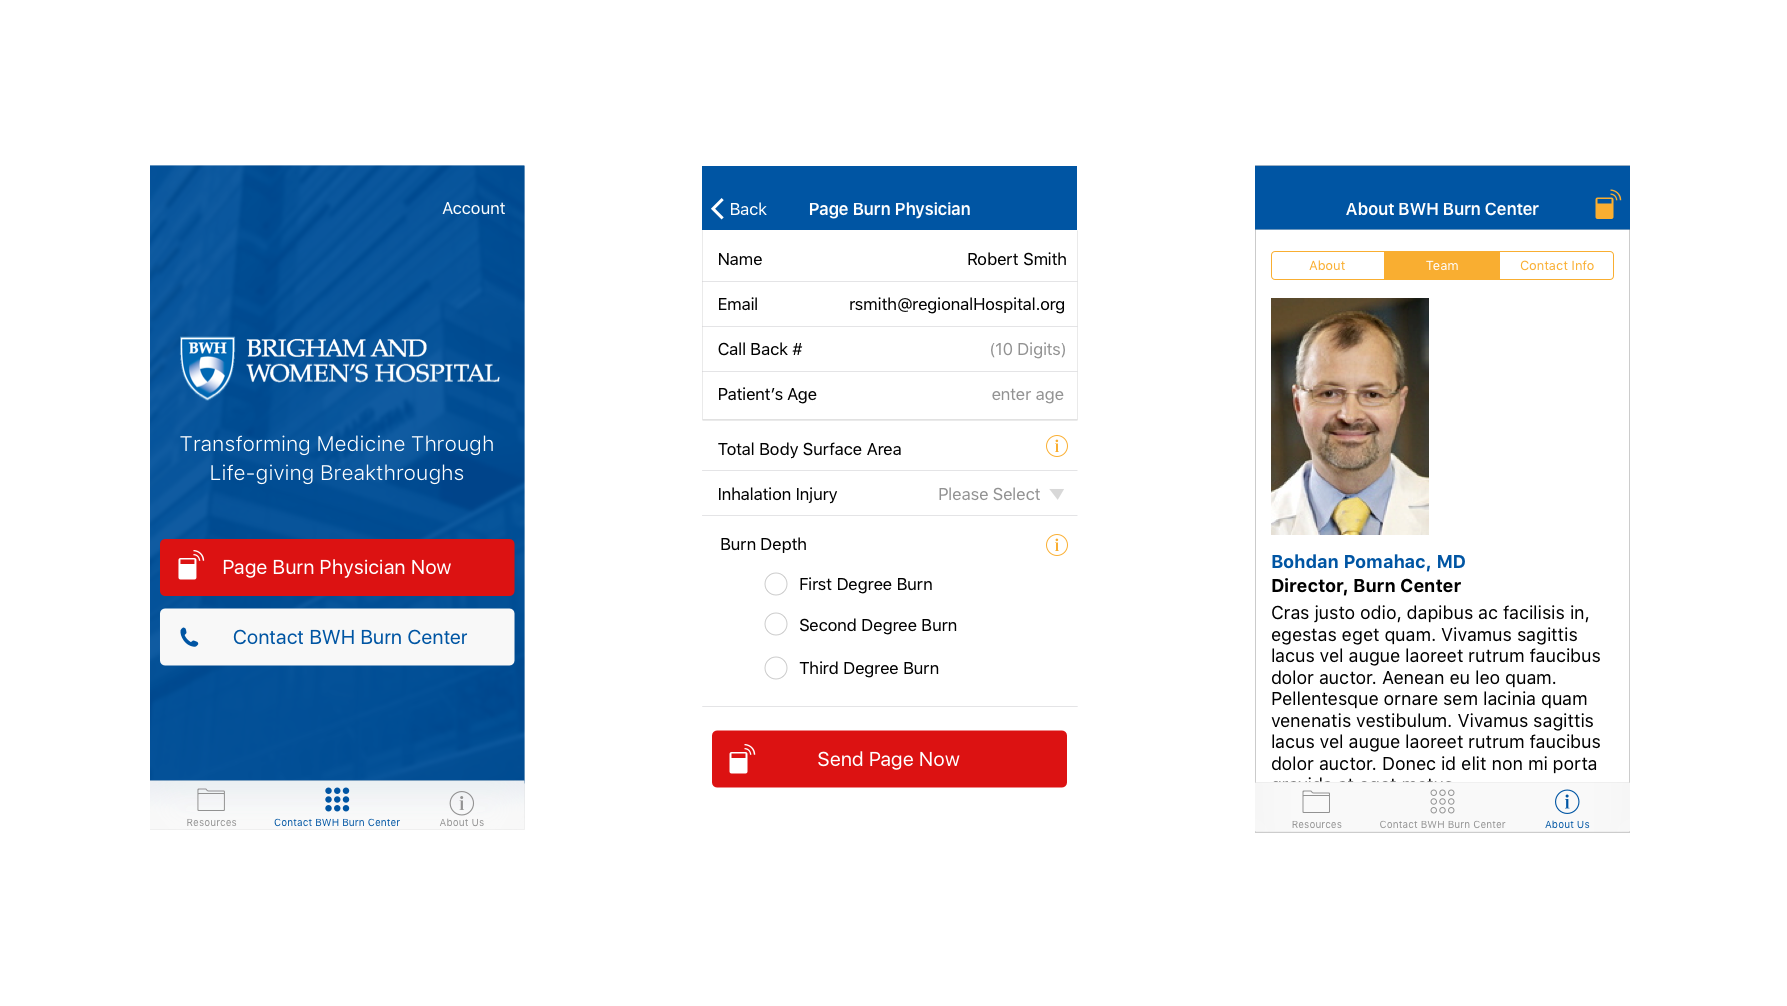 Account
BWH
BRIGHAM AND
WOMEN'S HOSPITAL
Transforming Medicine Through
Life-giving Breakthroughs
Page Burn Physician Now
Contact BWH Burn Center
Resources
Contact BWH Burn Center
About Us
Back
Page Burn Physician
Name Robert Smith
Email rsmith@regionalHospital.org
Call Back # (10 Digits)
Patient's Age enter age
Total Body Surface Area i
Inhalation Injury Please Select
Burn Depth i
First Degree Burn
Second Degree Burn
Third Degree Burn
Send Page Now
About BWH Burn Center
About Team Contact Info
Bohdan Pomahac, MD
Director, Burn Center
Cras justo odio, dapibus ac facilisis in,
egestas eget quam. Vivamus sagittis
lacus vel augue laoreet rutrum faucibus
dolor auctor. Aenean eu leo quam.
Pellentesque ornare sem lacinia quam
venenatis vestibulum. Vivamus sagittis
lacus vel augue laoreet rutrum faucibus
dolor auctor. Donec id elit non mi porta
Resources
Contact BWH Burn Center
About Us